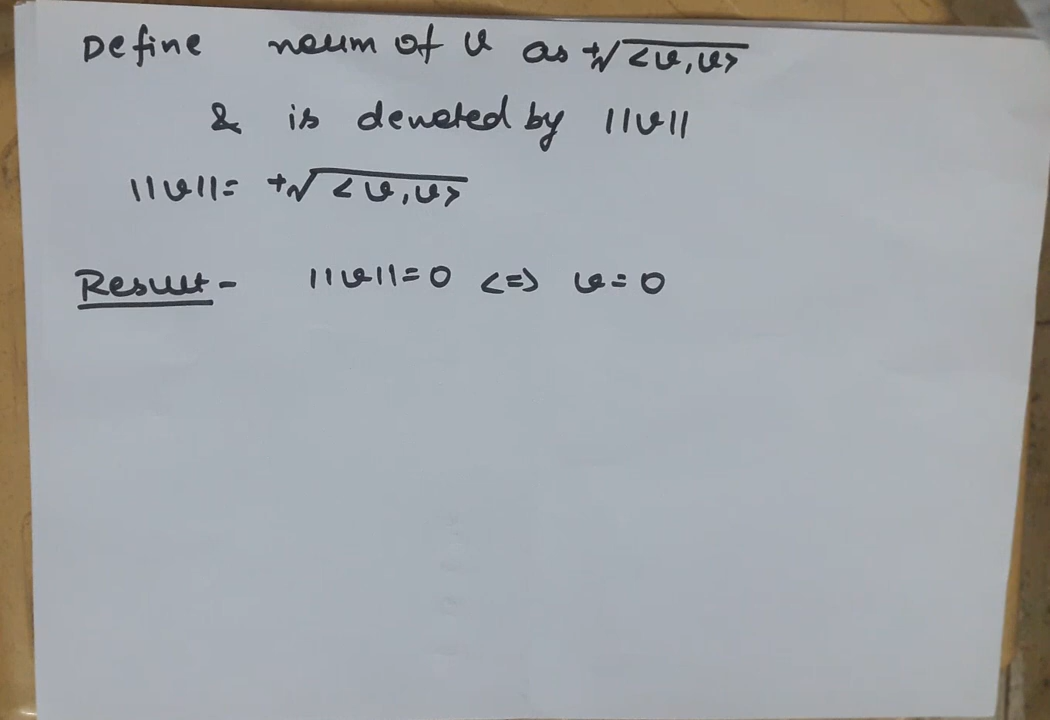 Define norm of v as +√<v,v>
& is denoted by ||v||
||v||= +√<v,v>
Result- ||v||=0 <=> v=0